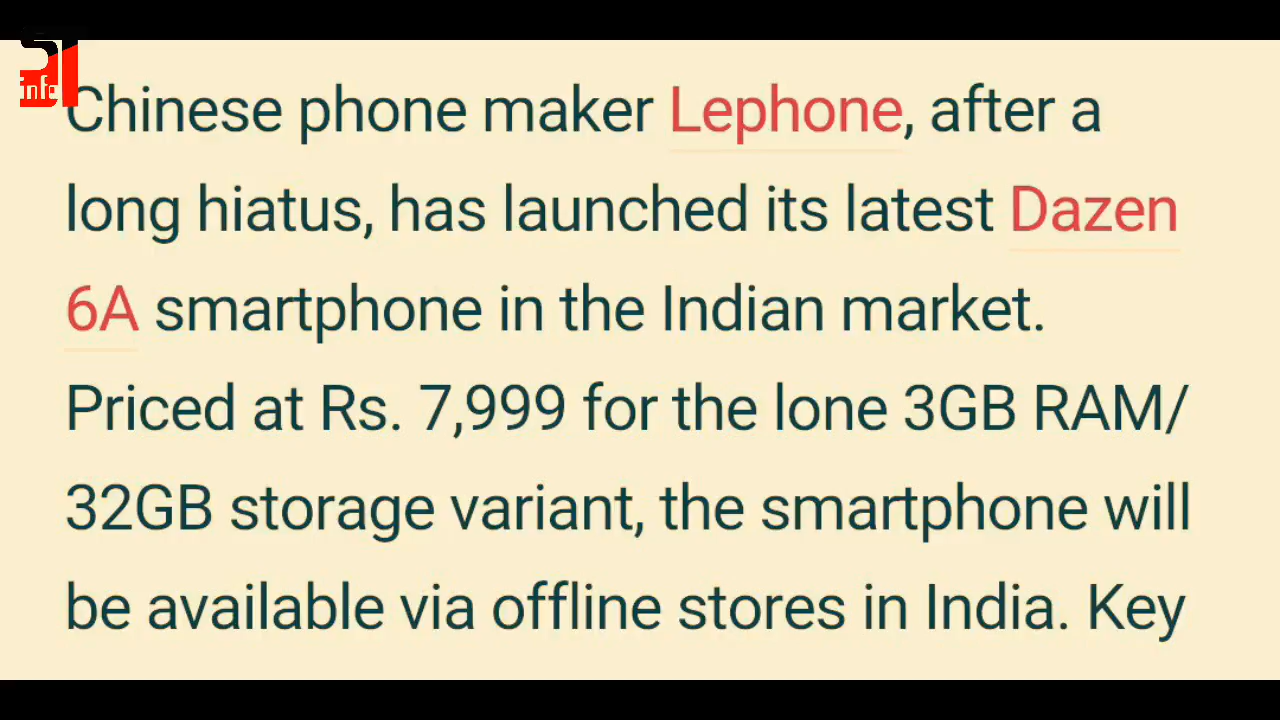 info
Chinese phone maker Lephone, after a
long hiatus, has launched its latest Dazen
6A smartphone in the Indian market.
Priced at Rs. 7,999 for the lone 3GB RAM/
32GB storage variant, the smartphone will
be available via offline stores in India. Key